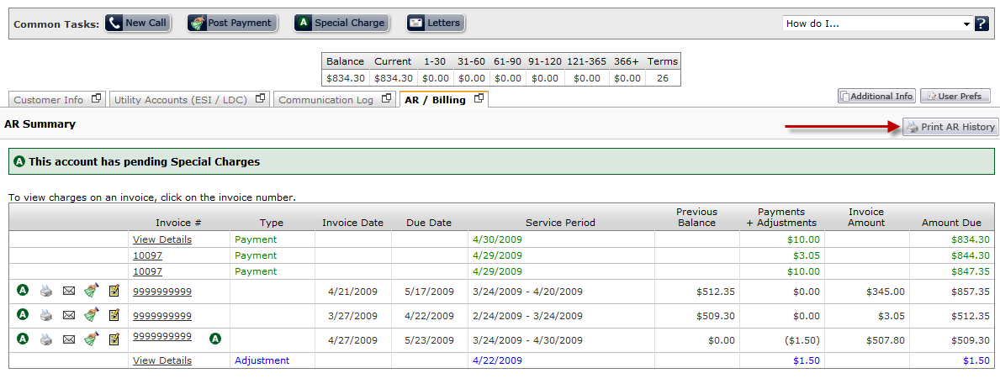 Common Tasks: New Call Post Payment A Special Charge Letters How do I... ?
Balance Current 1-30 31-60 61-90 91-120 121-365 366+ Terms
$834.30 $834.30 $0.00 $0.00 $0.00 $0.00 $0.00 $0.00 26
Customer Info Utility Accounts (ESI / LDC) Communication Log AR / Billing Additional Info User Prefs
AR Summary Print AR History
A This account has pending Special Charges
To view charges on an invoice, click on the invoice number.
Invoice # Type Invoice Date Due Date Service Period Previous Balance Payments + Adjustments Invoice Amount Amount Due
View Details Payment 4/30/2009 $10.00 $834.30
10097 Payment 4/29/2009 $3.05 $844.30
10097 Payment 4/29/2009 $10.00 $847.35
A 9999999999 4/21/2009 5/17/2009 3/24/2009 - 4/20/2009 $512.35 $0.00 $345.00 $857.35
A 9999999999 3/27/2009 4/22/2009 2/24/2009 - 3/24/2009 $509.30 $0.00 $3.05 $512.35
A 9999999999 A 4/27/2009 5/23/2009 3/24/2009 - 4/30/2009 $0.00 ($1.50) $507.80 $509.30
View Details Adjustment 4/22/2009 $1.50 $1.50